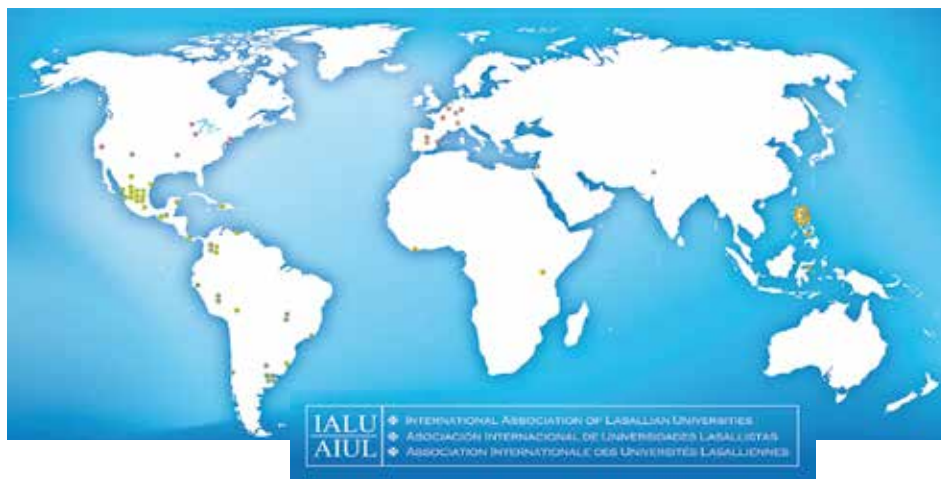 IALU
AIUL
INTERNATIONAL ASSOCIATION OF LASALLIAN UNIVERSITIES
ASOCIACIÓN INTERNACIONAL DE UNIVERSIDADES LASALLISTAS
ASSOCIATION INTERNATIONALE DES UNIVERSITÉS LASALLIENNES